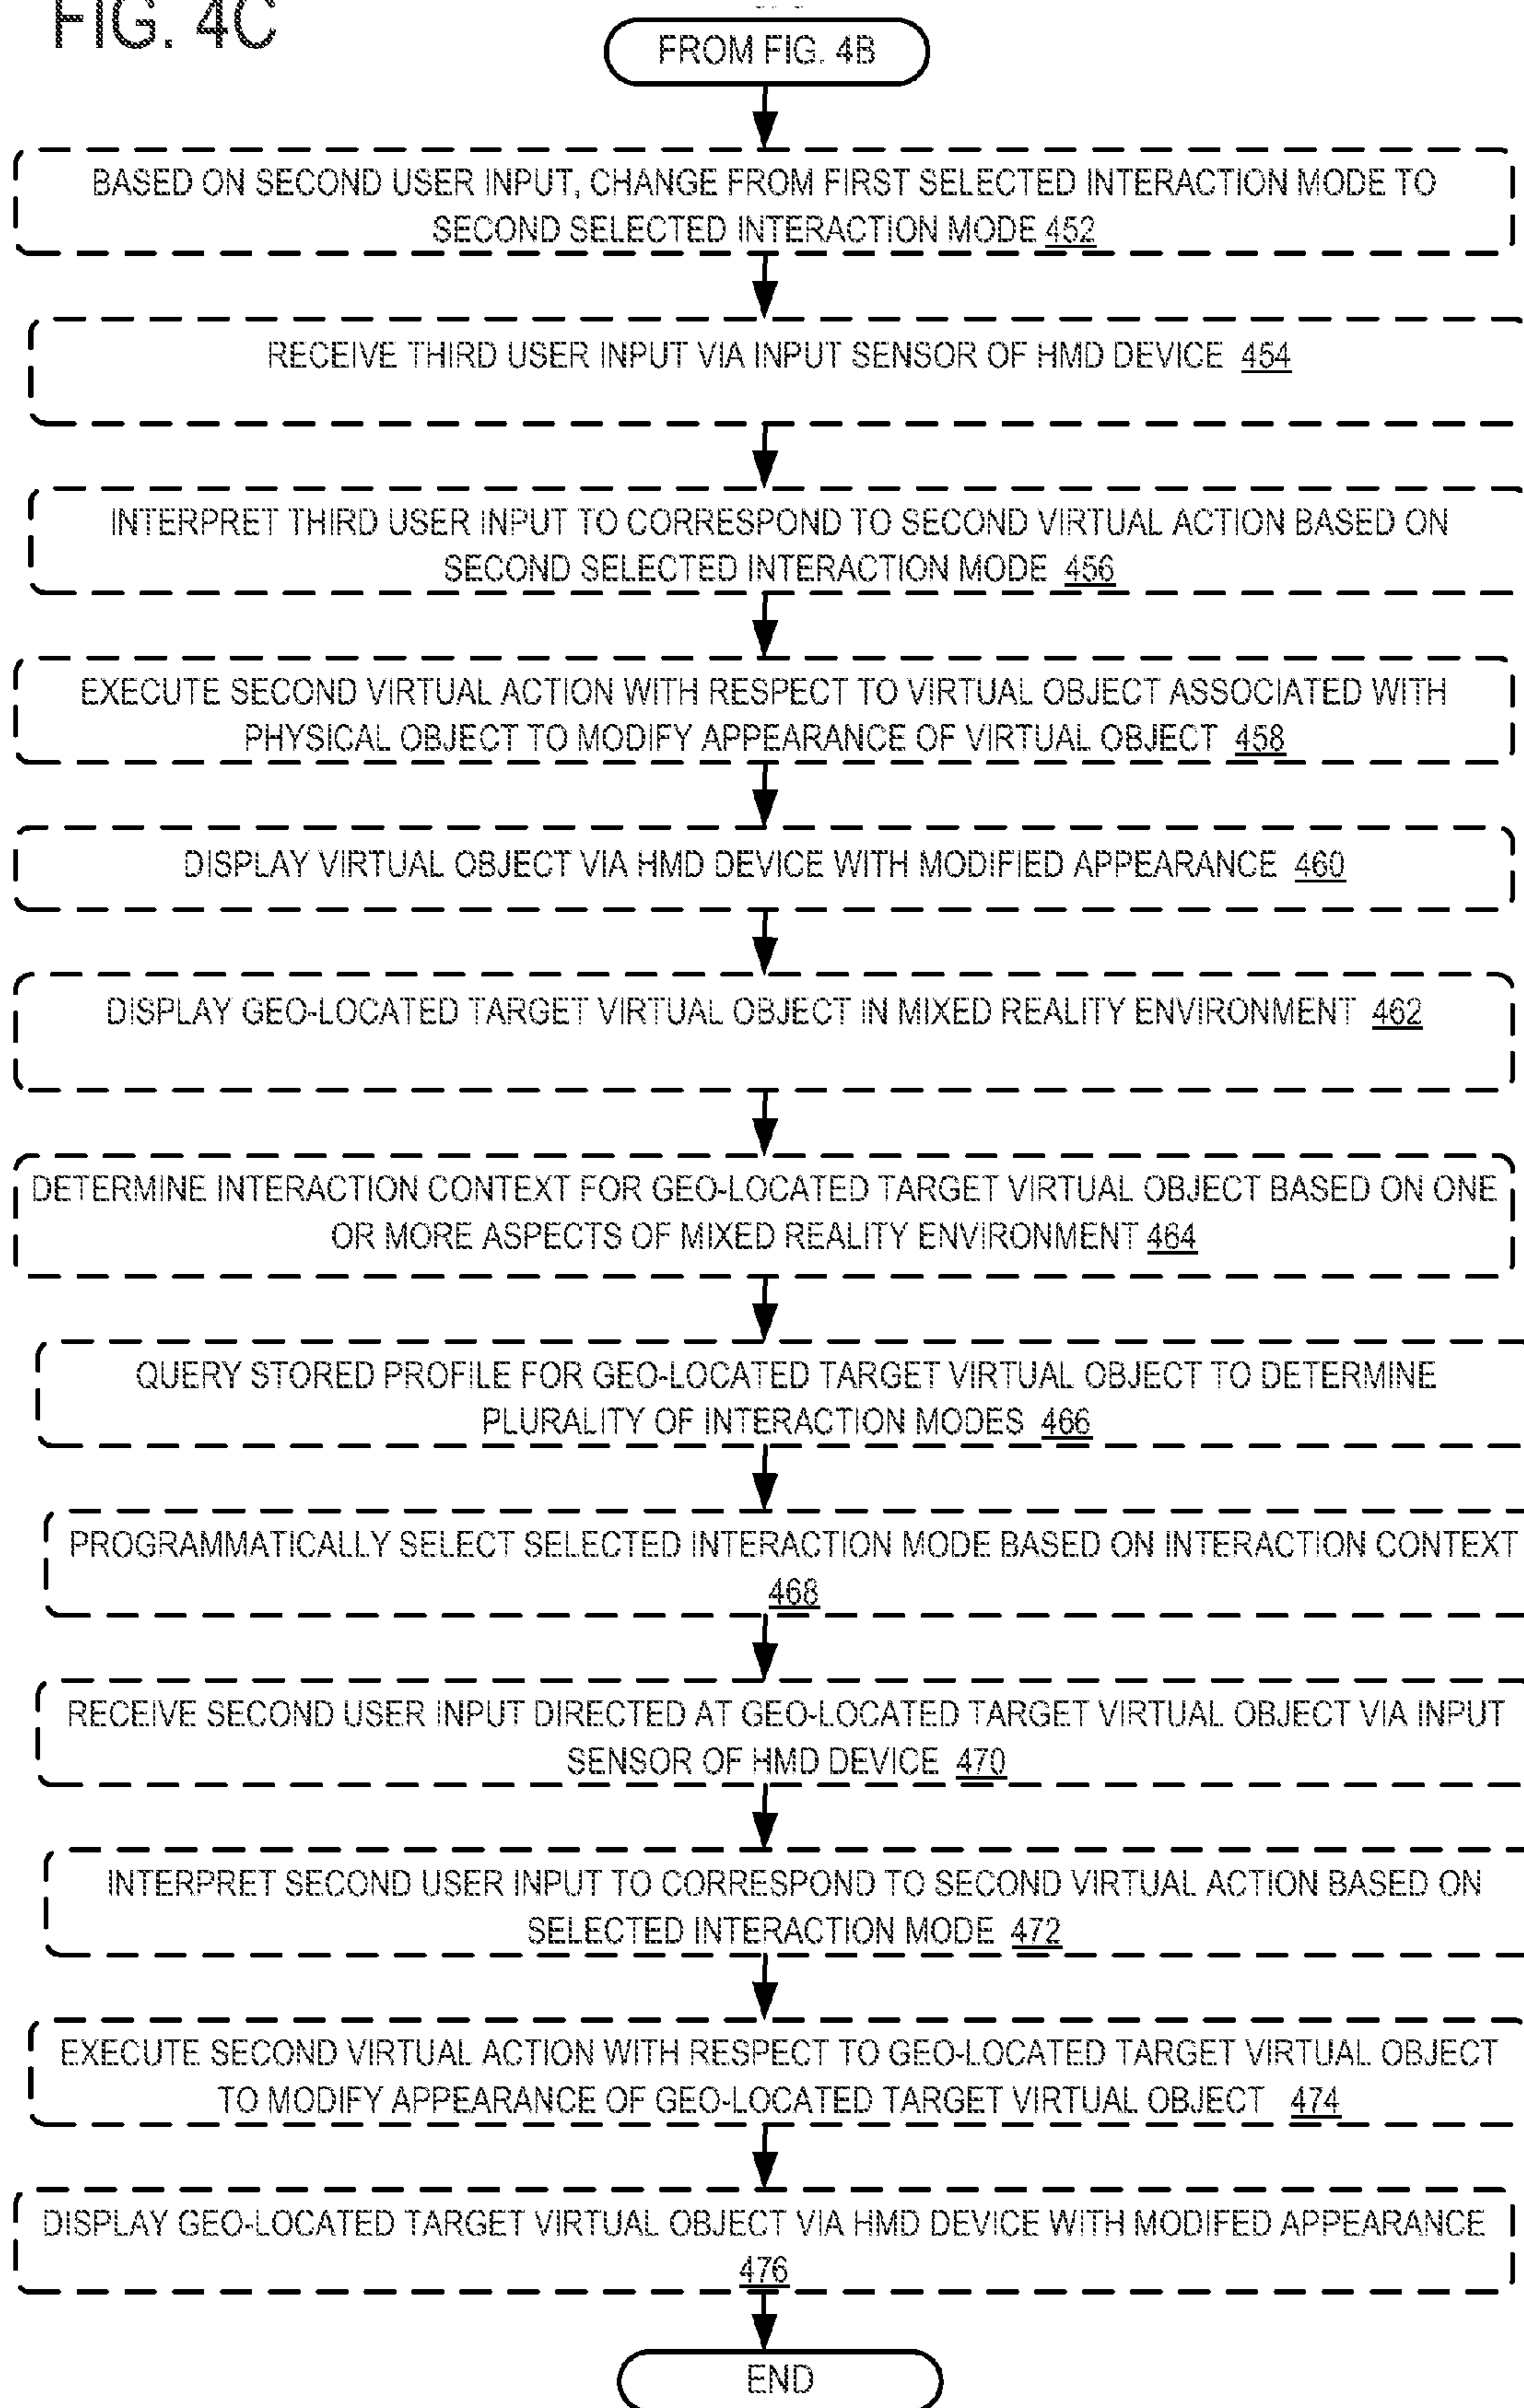 FIG. 4C
FROM FIG. 4B
BASED ON SECOND USER INPUT, CHANGE FROM FIRST SELECTED INTERACTION MODE TO
SECOND SELECTED INTERACTION MODE 452
RECEIVE THIRD USER INPUT VIA INPUT SENSOR OF HMD DEVICE 454
INTERPRET THIRD USER INPUT TO CORRESPOND TO SECOND VIRTUAL ACTION BASED ON
SECOND SELECTED INTERACTION MODE 456
EXECUTE SECOND VIRTUAL ACTION WITH RESPECT TO VIRTUAL OBJECT ASSOCIATED WITH
PHYSICAL OBJECT TO MODIFY APPEARANCE OF VIRTUAL OBJECT 458
DISPLAY VIRTUAL OBJECT VIA HMD DEVICE WITH MODIFIED APPEARANCE 460
DISPLAY GEO-LOCATED TARGET VIRTUAL OBJECT IN MIXED REALITY ENVIRONMENT 462
DETERMINE INTERACTION CONTEXT FOR GEO-LOCATED TARGET VIRTUAL OBJECT BASED ON ONE
OR MORE ASPECTS OF MIXED REALITY ENVIRONMENT 464
QUERY STORED PROFILE FOR GEO-LOCATED TARGET VIRTUAL OBJECT TO DETERMINE
PLURALITY OF INTERACTION MODES 466
PROGRAMMATICALLY SELECT SELECTED INTERACTION MODE BASED ON INTERACTION CONTEXT
468
RECEIVE SECOND USER INPUT DIRECTED AT GEO-LOCATED TARGET VIRTUAL OBJECT VIA INPUT
SENSOR OF HMD DEVICE 470
INTERPRET SECOND USER INPUT TO CORRESPOND TO SECOND VIRTUAL ACTION BASED ON
SELECTED INTERACTION MODE 472
EXECUTE SECOND VIRTUAL ACTION WITH RESPECT TO GEO-LOCATED TARGET VIRTUAL OBJECT
TO MODIFY APPEARANCE OF GEO-LOCATED TARGET VIRTUAL OBJECT 474
DISPLAY GEO-LOCATED TARGET VIRTUAL OBJECT VIA HMD DEVICE WITH MODIFED APPEARANCE
476
END